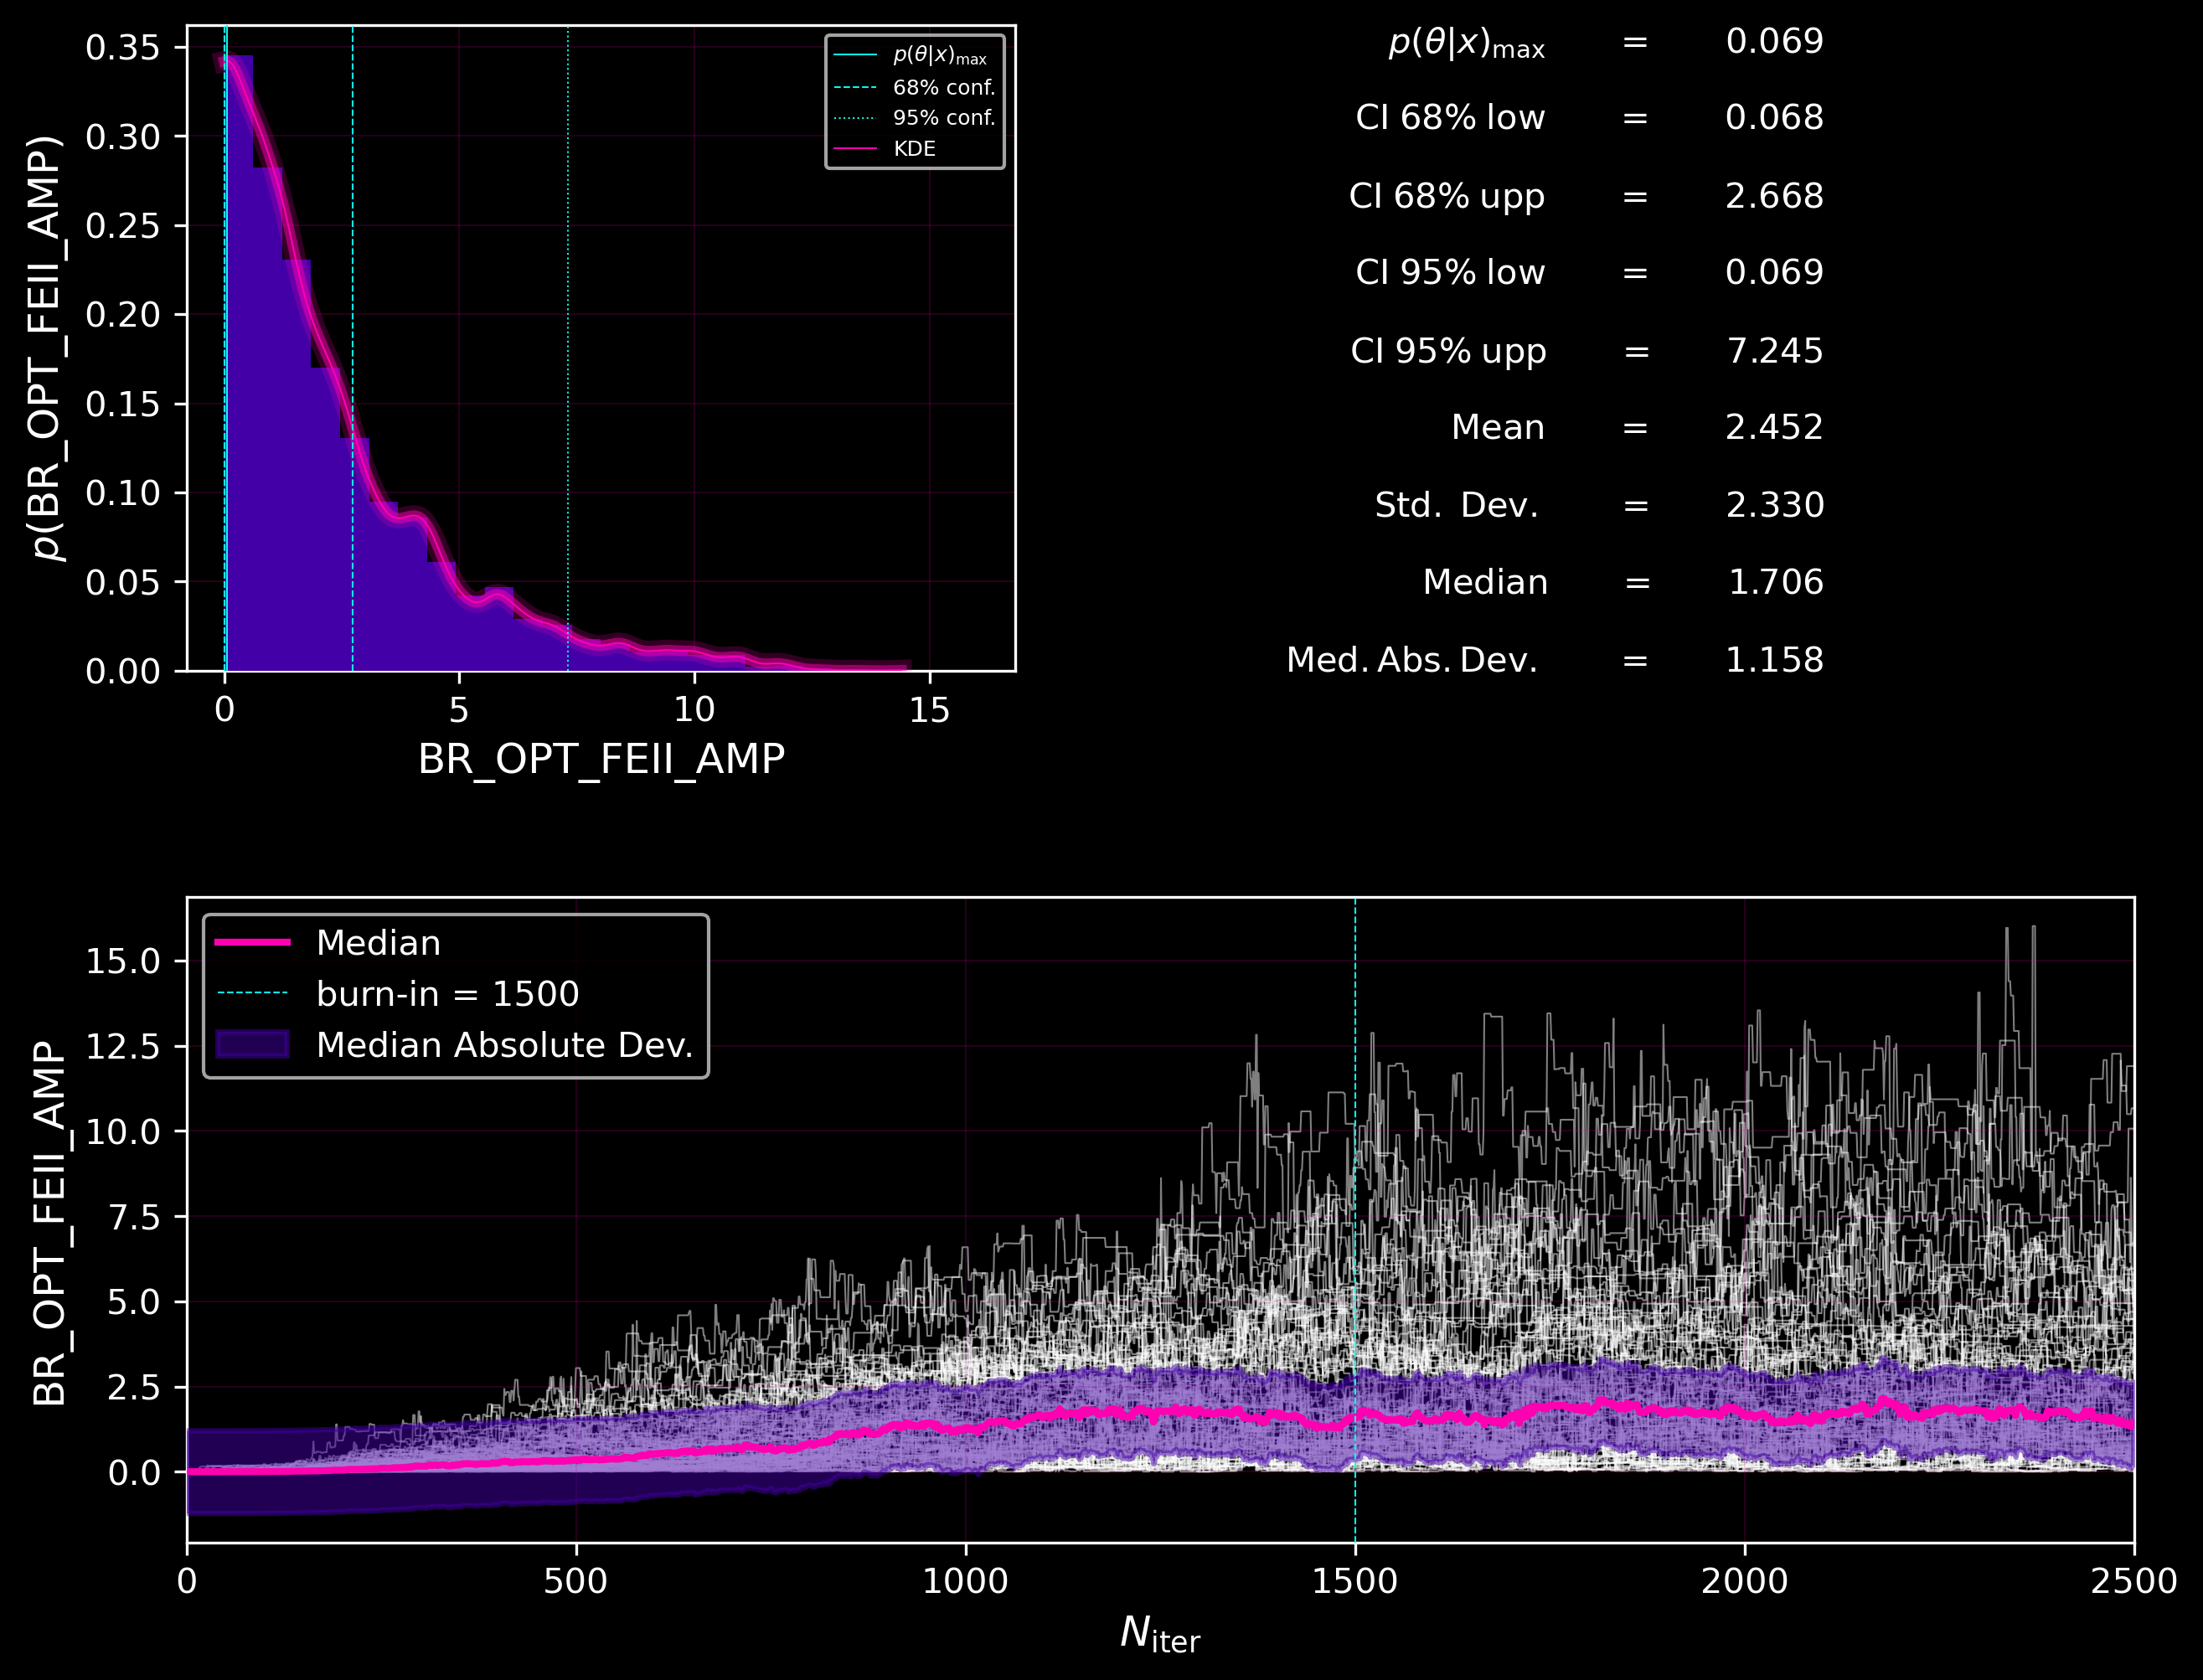 0.35
0.30
0.25
0.20
0.15
0.10
0.05
0.00
p(BR_OPT_FEII_AMP)
0 5 10 15
BR_OPT_FEII_AMP
p(θ|x)max
68% conf.
95% conf.
KDE
p(θ|x)max = 0.069
CI 68% low = 0.068
CI 68% upp = 2.668
CI 95% low = 0.069
CI 95% upp = 7.245
Mean = 2.452
Std. Dev. = 2.330
Median = 1.706
Med. Abs. Dev. = 1.158
15.0
12.5
10.0
7.5
5.0
2.5
0.0
BR_OPT_FEII_AMP
Median
burn-in = 1500
Median Absolute Dev.
0 500 1000 1500 2000 2500
Niter